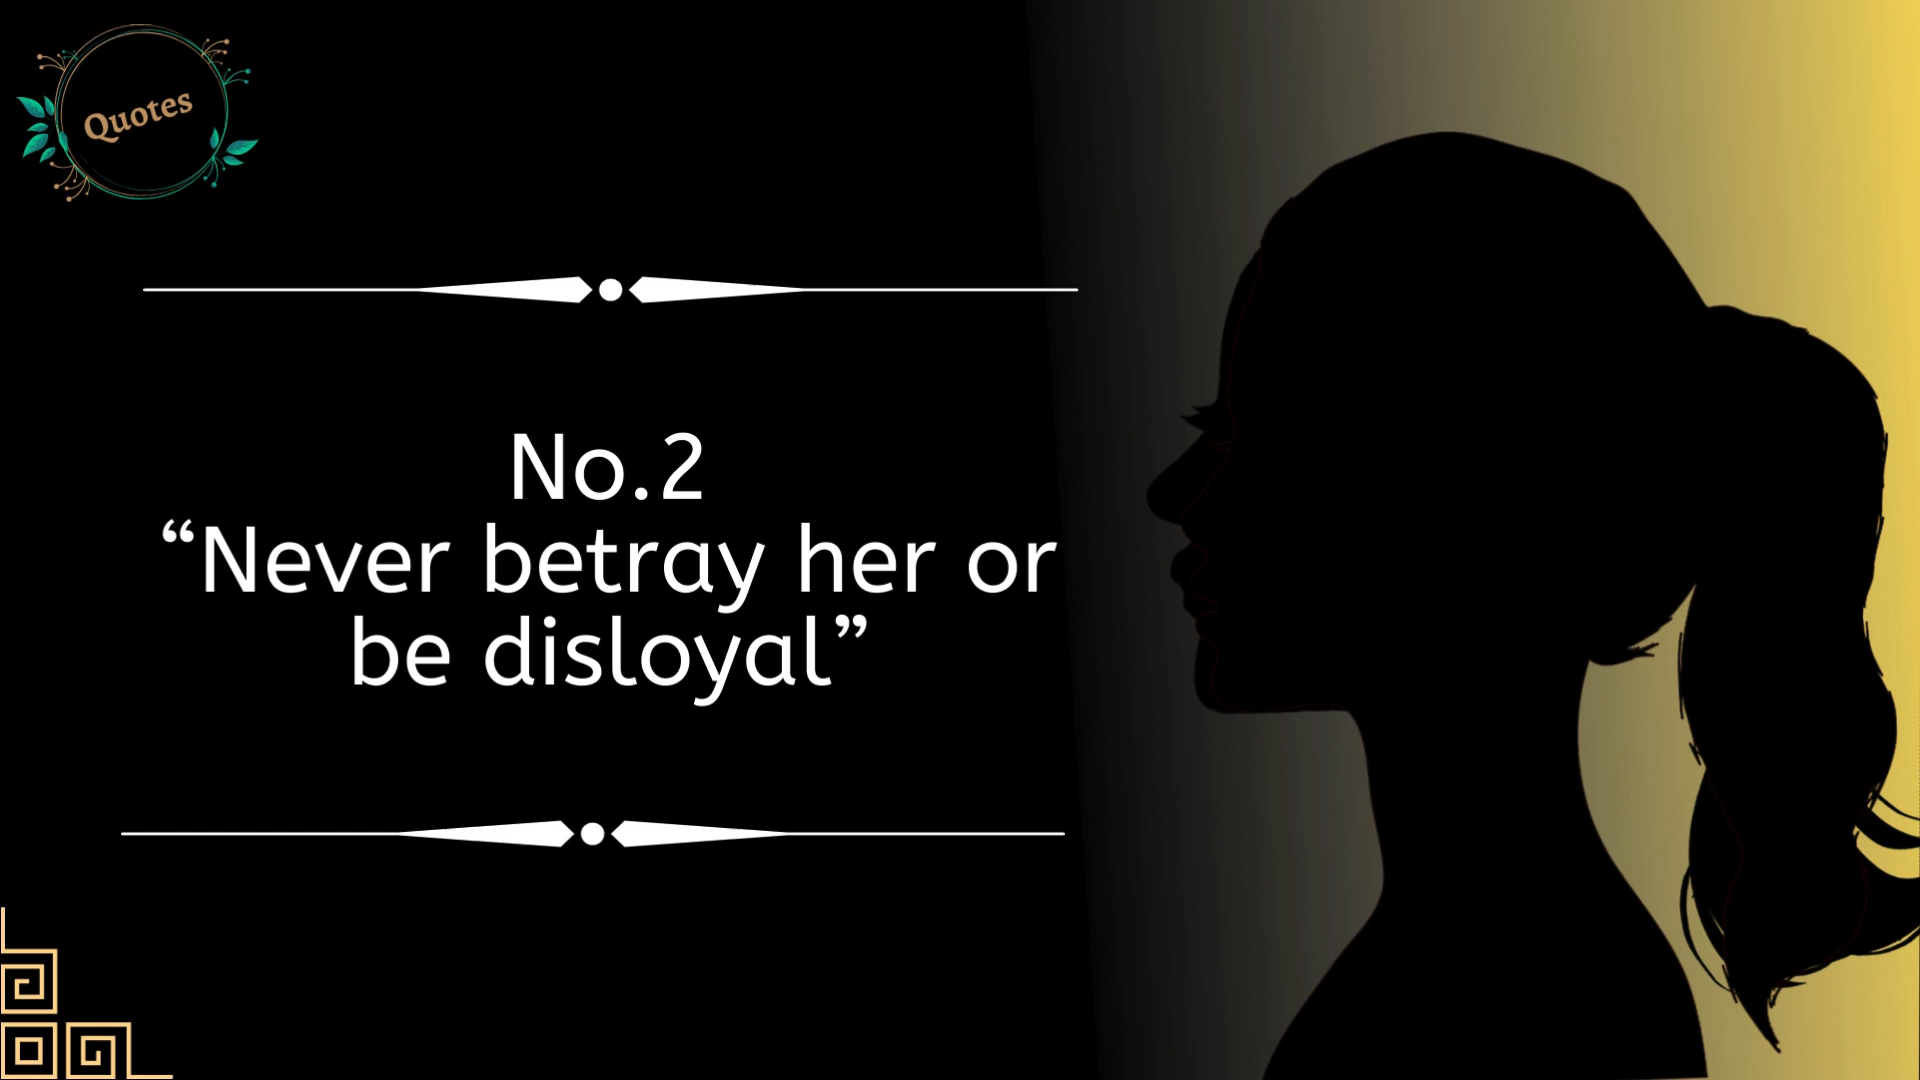 Quotes
No.2
“Never betray her or
be disloyal”